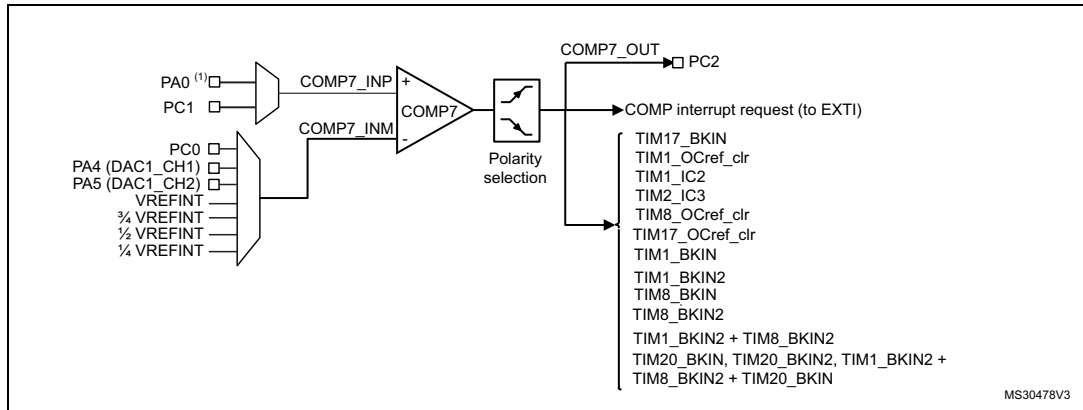 COMP7_OUT
PC2
PA0 (1)
COMP7_INP
+
PC1
COMP7
COMP interrupt request (to EXTI)
COMP7_INM
-
PC0
PA4 (DAC1_CH1)
PA5 (DAC1_CH2)
VREFINT
¾ VREFINT
½ VREFINT
¼ VREFINT
Polarity
selection
TIM17_BKIN
TIM1_OCref_clr
TIM1_IC2
TIM2_IC3
TIM8_OCref_clr
TIM17_OCref_clr
TIM1_BKIN
TIM1_BKIN2
TIM8_BKIN
TIM8_BKIN2
TIM1_BKIN2 + TIM8_BKIN2
TIM20_BKIN, TIM20_BKIN2, TIM1_BKIN2 +
TIM8_BKIN2 + TIM20_BKIN
MS30478V3